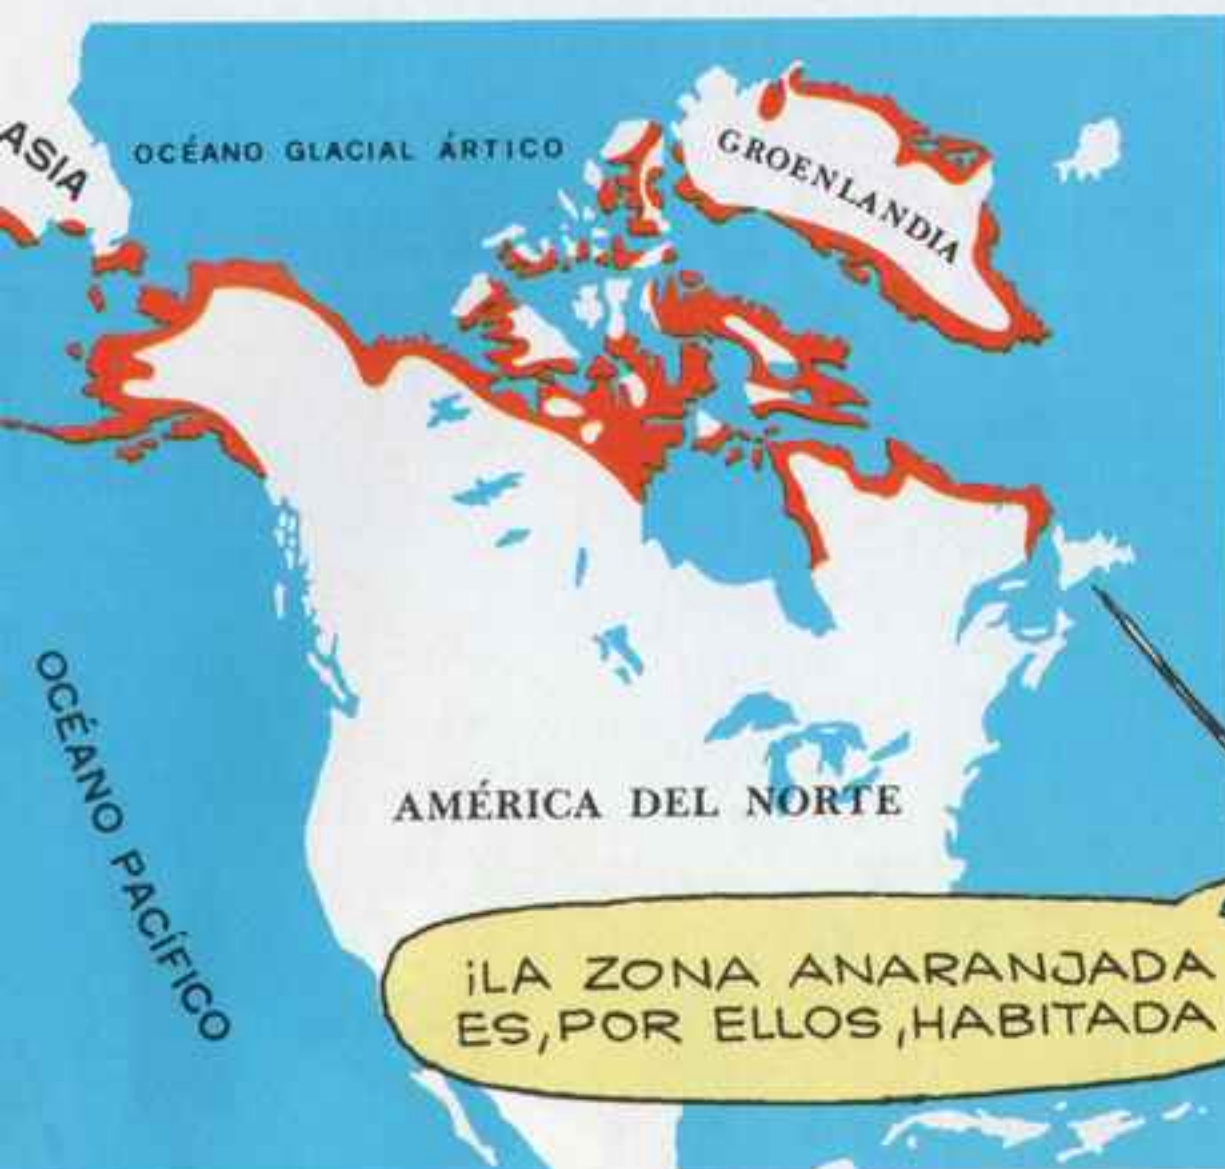 ASIA
OCÉANO GLACIAL ÁRTICO
GROENLANDIA
OCÉANO PACÍFICO
AMÉRICA DEL NORTE
¡LA ZONA ANARANJADA
ES, POR ELLOS, HABITADA